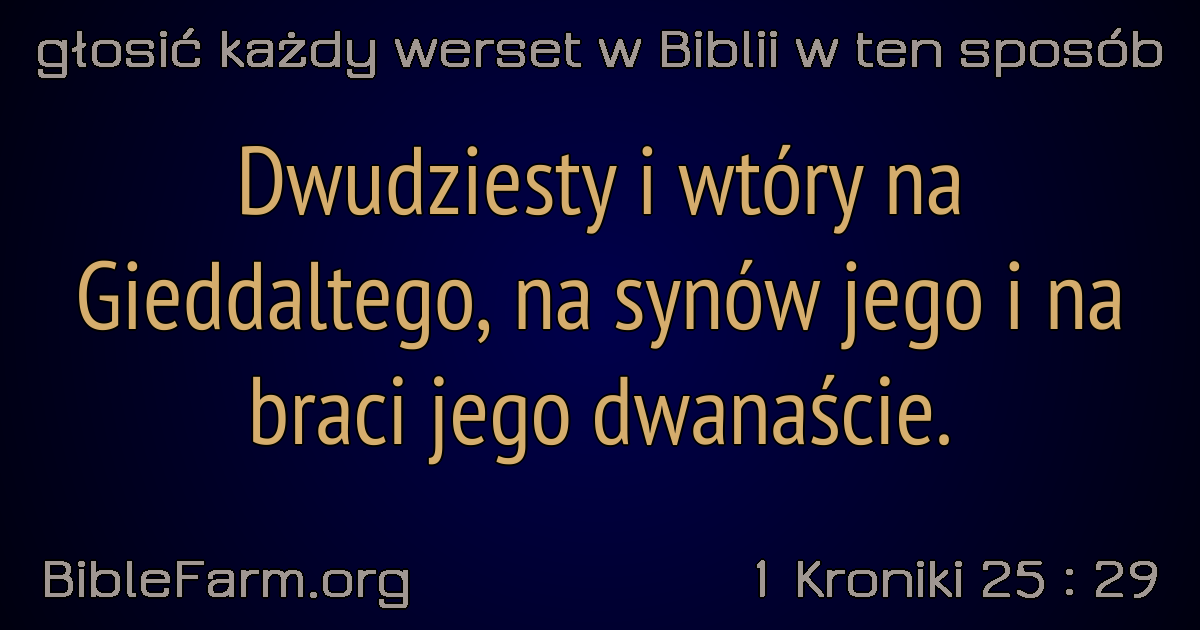 głosić każdy werset w Biblii w ten sposób
Dwudziesty i wtóry na
Gieddaltego, na synów jego i na
braci jego dwanaście.
BibleFarm.org
1 Kroniki 25 : 29